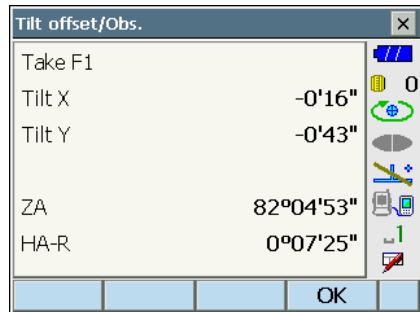 Tilt offset/Obs.
Take F1
Tilt X -0'16"
Tilt Y -0'43"
ZA 82º04'53"
HA-R 0º07'25"
0
1
OK